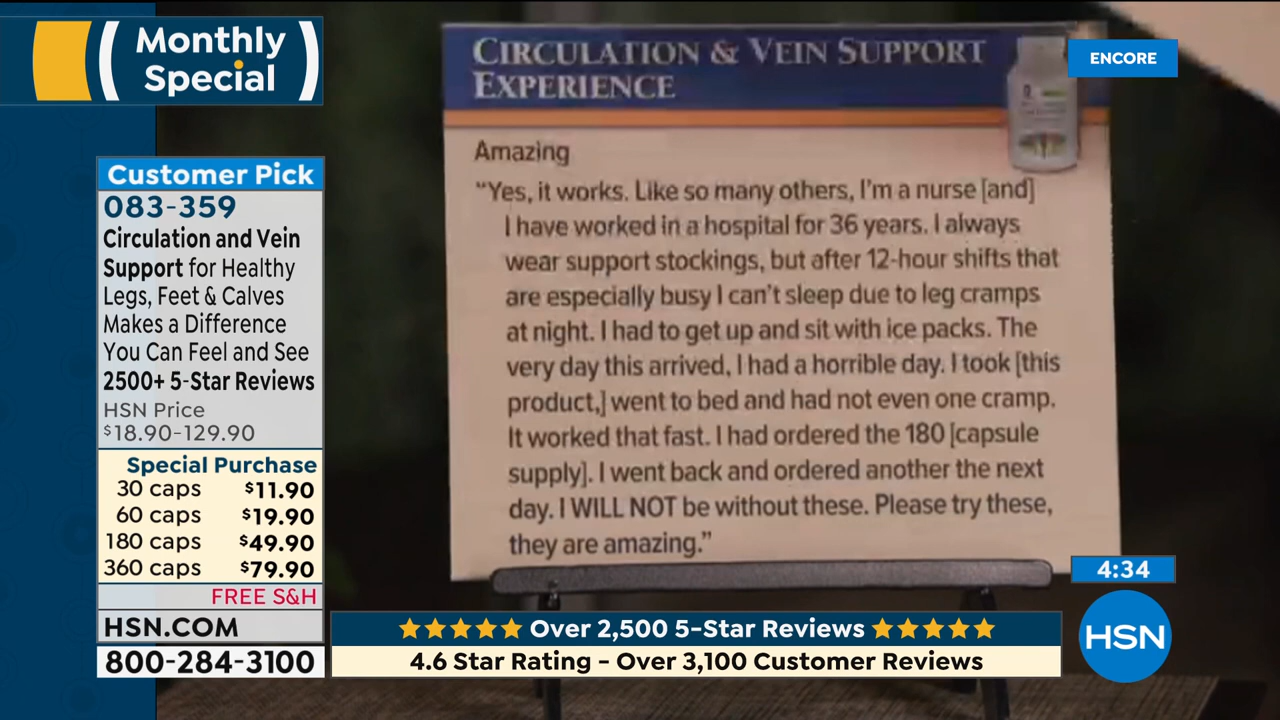 Monthly
Special
ENCORE
CIRCULATION & VEIN SUPPORT
EXPERIENCE
Amazing
“Yes, it works. Like so many others, I'm a nurse [and]
I have worked in a hospital for 36 years. I always
wear support stockings, but after 12-hour shifts that
are especially busy I can't sleep due to leg cramps
at night. I had to get up and sit with ice packs. The
very day this arrived, I had a horrible day. I took [this
product,] went to bed and had not even one cramp.
It worked that fast. I had ordered the 180 [capsule
supply]. I went back and ordered another the next
day. I WILL NOT be without these. Please try these,
they are amazing.”
Customer Pick
083-359
Circulation and Vein
Support for Healthy
Legs, Feet & Calves
Makes a Difference
You Can Feel and See
2500+ 5-Star Reviews
HSN Price
$18.90-129.90
Special Purchase
30 caps $11.90
60 caps $19.90
180 caps $49.90
360 caps $79.90
FREE S&H
HSN.COM
800-284-3100
Over 2,500 5-Star Reviews
4.6 Star Rating - Over 3,100 Customer Reviews
4:34
HSN